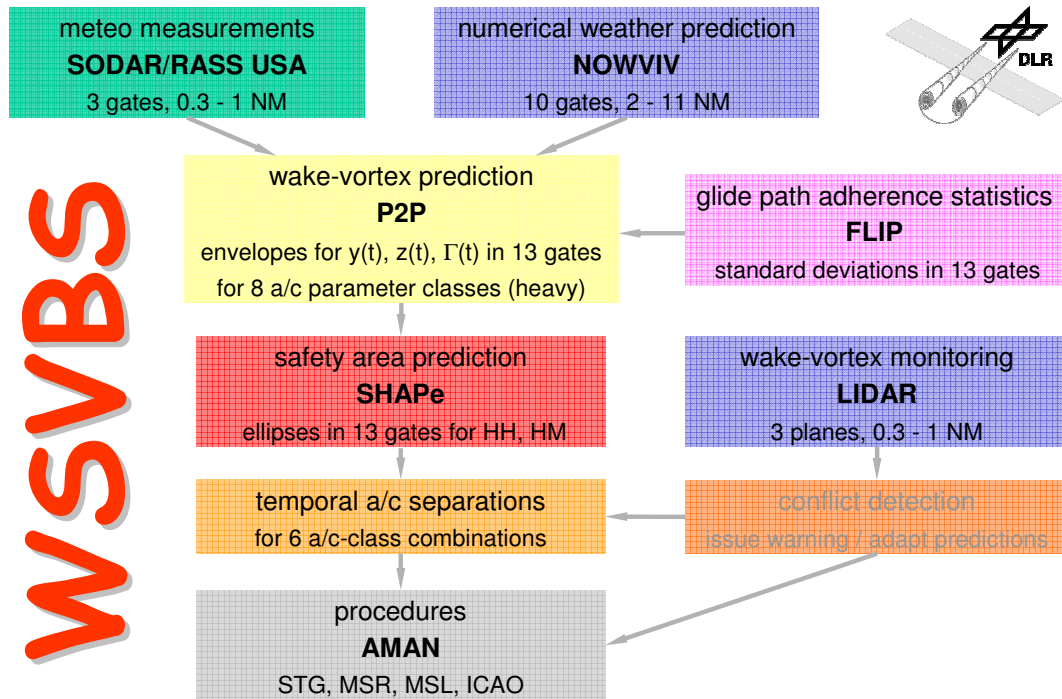 meteo measurements
SODAR/RASS USA
3 gates, 0.3 - 1 NM
numerical weather prediction
NOWVIV
10 gates, 2 - 11 NM
DLR
WSVBS
wake-vortex prediction
P2P
envelopes for y(t), z(t), Γ(t) in 13 gates
for 8 a/c parameter classes (heavy)
glide path adherence statistics
FLIP
standard deviations in 13 gates
safety area prediction
SHAPe
ellipses in 13 gates for HH, HM
wake-vortex monitoring
LIDAR
3 planes, 0.3 - 1 NM
temporal a/c separations
for 6 a/c-class combinations
conflict detection
issue warning / adapt predictions
procedures
AMAN
STG, MSR, MSL, ICAO